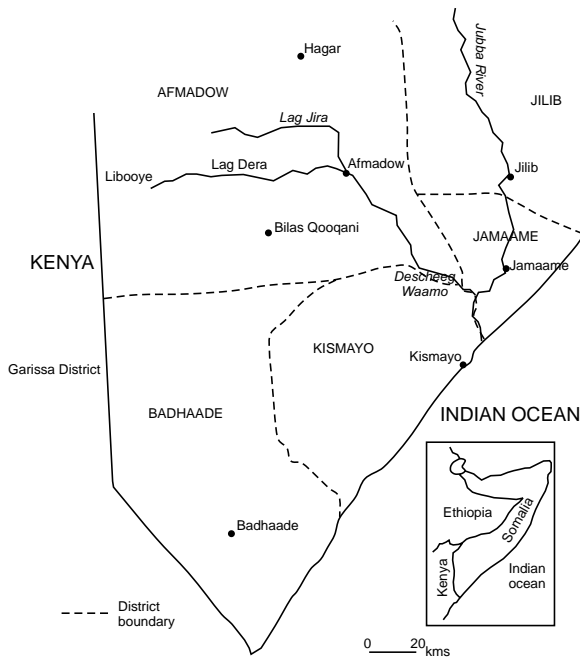 Hagar
AFMADOW
Jubba River
JILIB
Lag Jira
Lag Dera
Afmadow
Libooye
Jilib
Bilas Qooqani
JAMAAME
KENYA
Jamaame
Descheeg
Waamo
KISMAYO
Kismayo
Garissa District
BADHAADE
INDIAN OCEAN
Ethiopia
Somalia
Badhaade
Kenya
Indian
ocean
District
boundary
0 20
kms